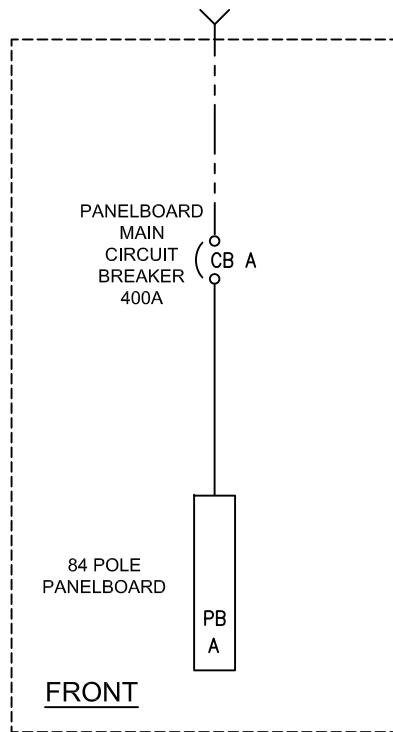 PANELBOARD
MAIN
CIRCUIT
BREAKER
400A
CB A
84 POLE
PANELBOARD
PB
A
FRONT